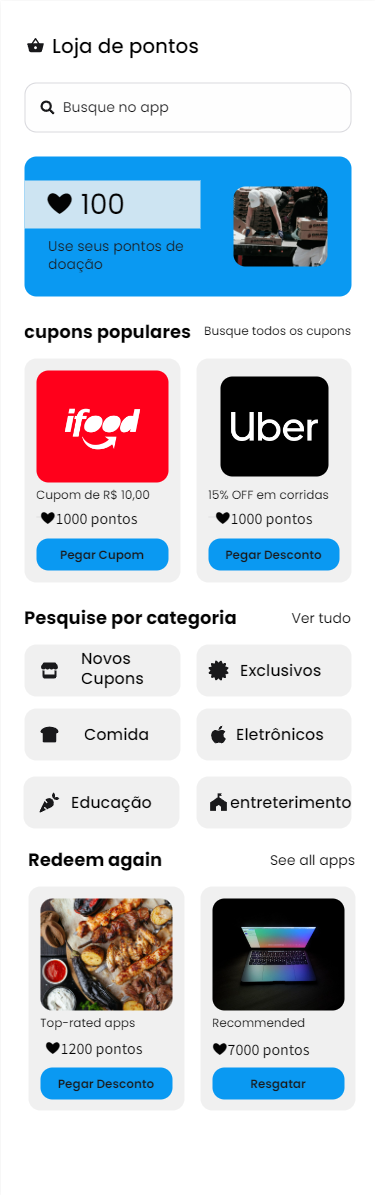 Loja de pontos
Busque no app
100
Use seus pontos de
doação
cupons populares Busque todos os cupons
ifood
Uber
Cupom de R$ 10,00
15% OFF em corridas
1000 pontos
1000 pontos
Pegar Cupom
Pegar Desconto
Pesquise por categoria Ver tudo
Novos
Cupons
Exclusivos
Comida
Eletrônicos
Educação
entreterimento
Redeem again See all apps
Top-rated apps
Recommended
1200 pontos
7000 pontos
Pegar Desconto
Resgatar